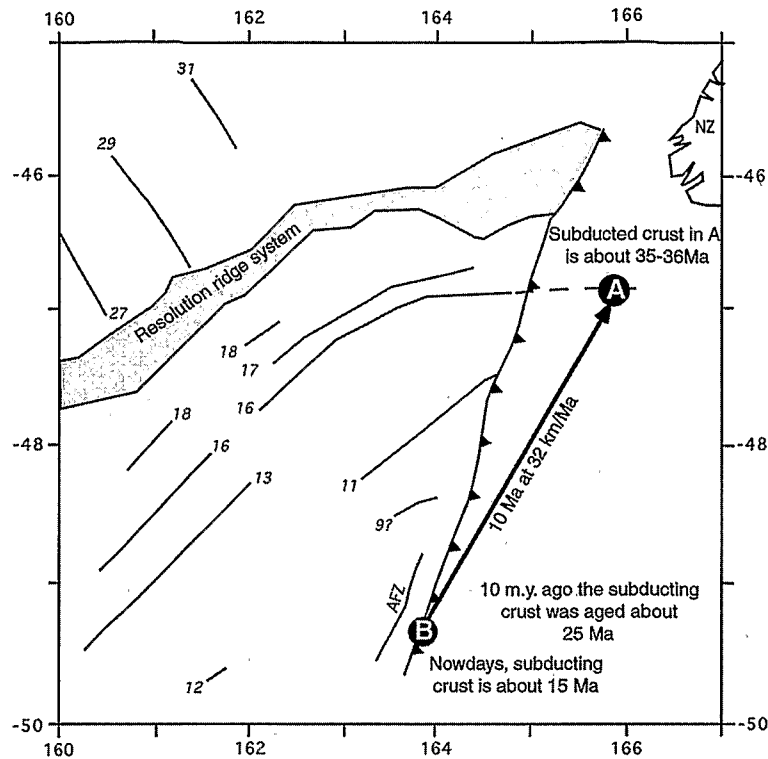 160
162
164
166
31
NZ
29
-46
-46
Subducted crust in A
is about 35-36Ma
Resolution ridge system
A
27
18
17
16
18
16
-48
-48
13
11
10 Ma at 32 km/Ma
9?
AFZ
10 m.y. ago the subducting
crust was aged about
25 Ma
B
Nowdays, subducting
crust is about 15 Ma
12
-50
-50
160
162
164
166